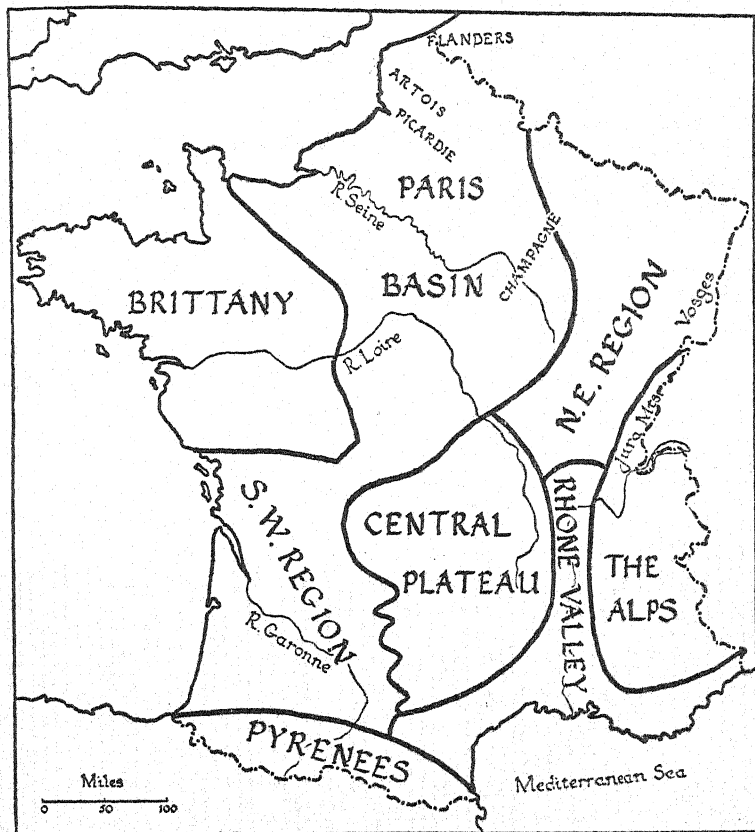 FLANDERS
ARTOIS
PICARDIE
PARIS
R. Seine
CHAMPAGNE
BASIN
BRITTANY
Vosges
N.E. REGION
R. Loire
Jura Mts
S.W. REGION
CENTRAL
PLATEAU
RHONE VALLEY
THE
ALPS
R. Garonne
PYRENEES
Mediterranean Sea
Miles
0 50 100